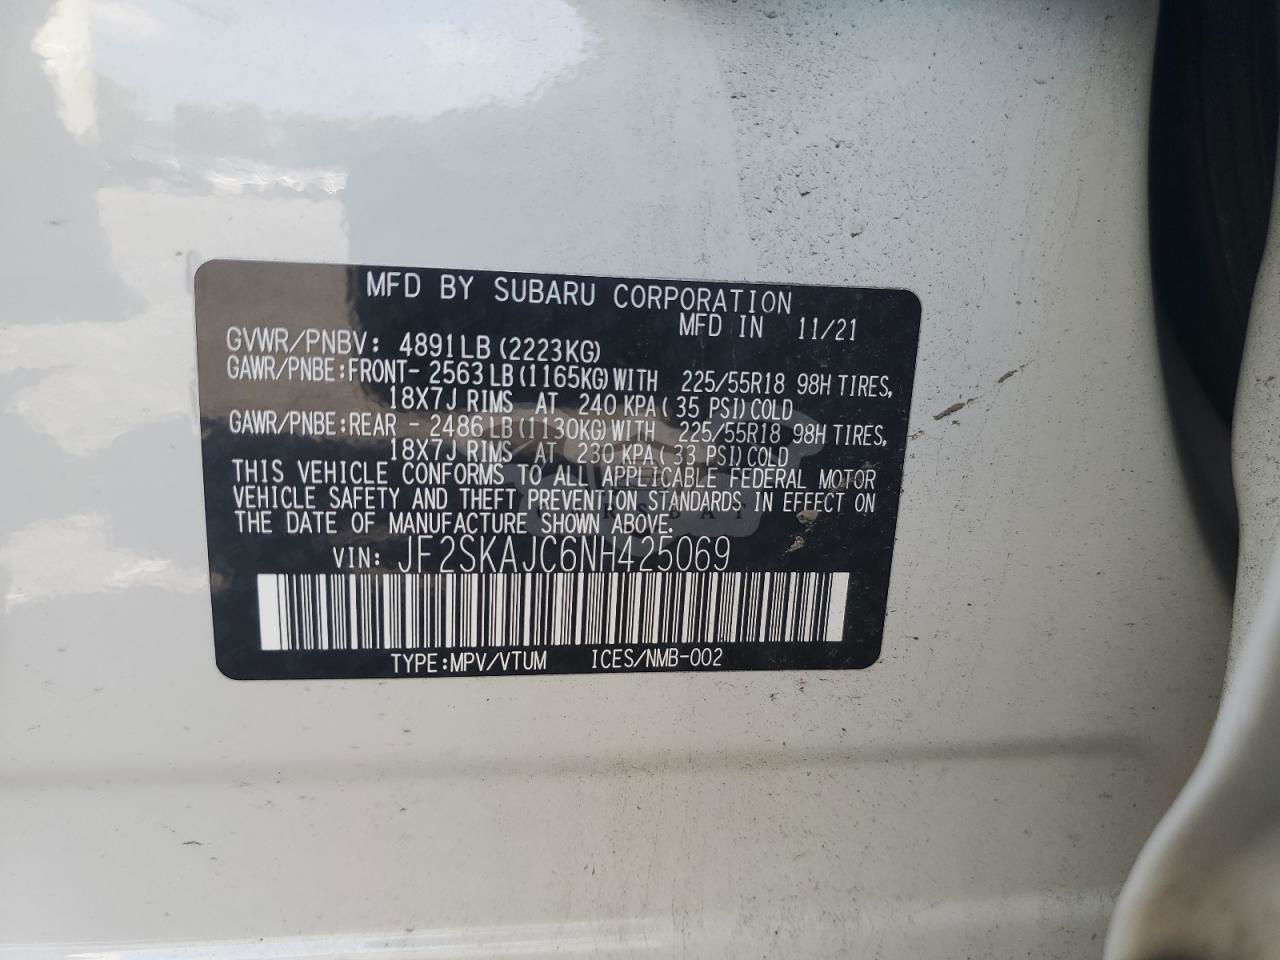 MFD BY SUBARU CORPORATION
MFD IN 11/21
GVWR/PNBV: 4891LB (2223KG)
GAWR/PNBE:FRONT- 2563LB(1165KG)WITH 225/55R18 98H TIRES,
18X7J RIMS AT 240 KPA( 35 PSI)COLD
GAWR/PNBE:REAR - 2486LB(1130KG)WITH 225/55R18 98H TIRES,
18X7J RIMS AT 230 KPA( 33 PSI)COLD
THIS VEHICLE CONFORMS TO ALL APPLICABLE FEDERAL MOTOR
VEHICLE SAFETY AND THEFT PREVENTION STANDARDS IN EFFECT ON
THE DATE OF MANUFACTURE SHOWN ABOVE.
VIN: JF2SKAJC6NH425069
TYPE:MPV/VTUM ICES/NMB-002